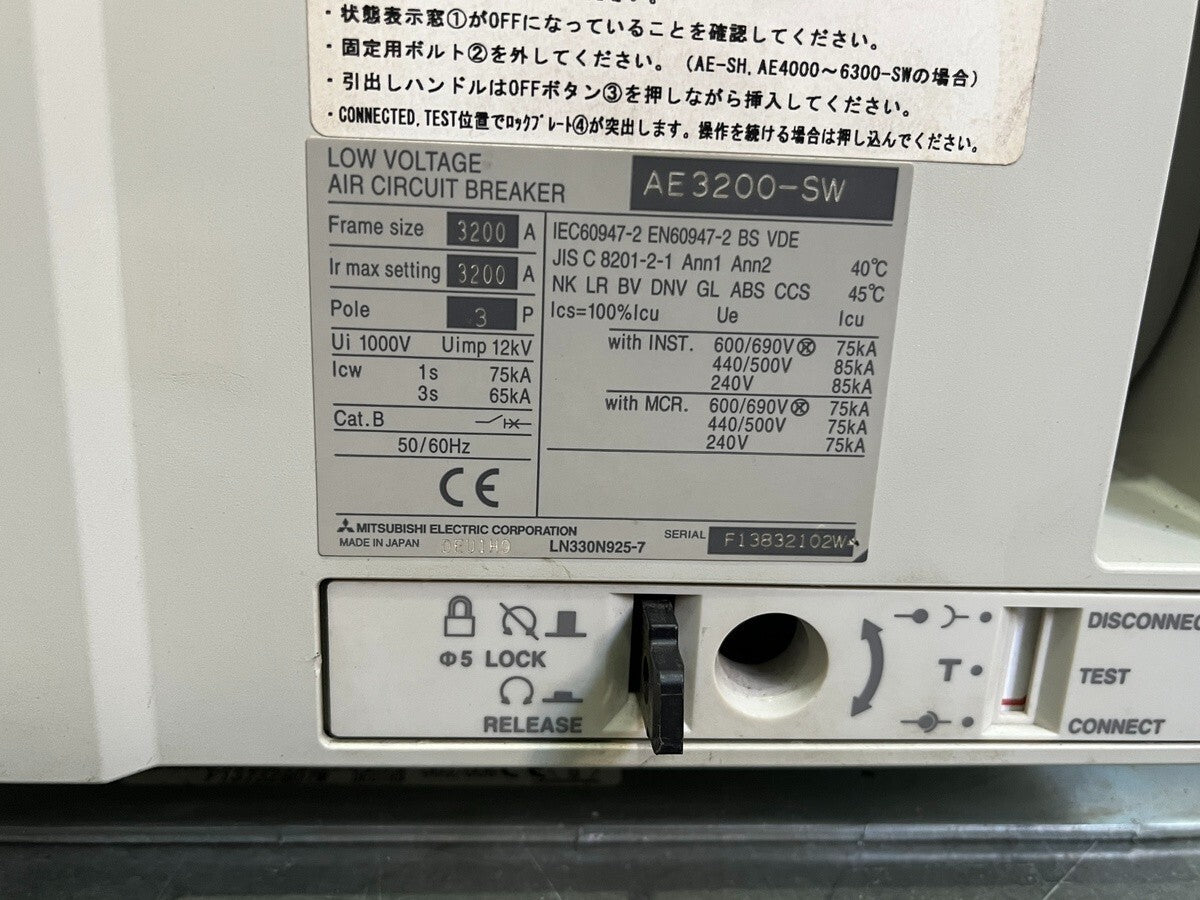 ・状態表示窓①がOFFになっていることを確認してください。
・固定用ボルト②を外してください。(AE-SH, AE4000～6300-SWの場合)
・引出しハンドルはOFFボタン③を押しながら挿入してください。
・CONNECTED, TEST位置でﾛｯｸﾌﾟﾚｰﾄ④が突出します。操作を続ける場合は押し込んでください。
LOW VOLTAGE
AIR CIRCUIT BREAKER
AE3200-SW
Frame size 3200 A
Ir max setting 3200 A
Pole 3 P
Ui 1000V Uimp 12kV
Icw 1s 75kA
3s 65kA
Cat.B
50/60Hz
CE
IEC60947-2 EN60947-2 BS VDE
JIS C 8201-2-1 Ann1 Ann2 40℃
NK LR BV DNV GL ABS CCS 45℃
Ics=100%Icu Ue Icu
with INST. 600/690V 75kA
440/500V 85kA
240V 85kA
with MCR. 600/690V 75kA
440/500V 75kA
240V 75kA
MITSUBISHI ELECTRIC CORPORATION
MADE IN JAPAN LN330N925-7 SERIAL F13832102W
Φ5 LOCK
RELEASE
DISCONNEC
T TEST
CONNECT